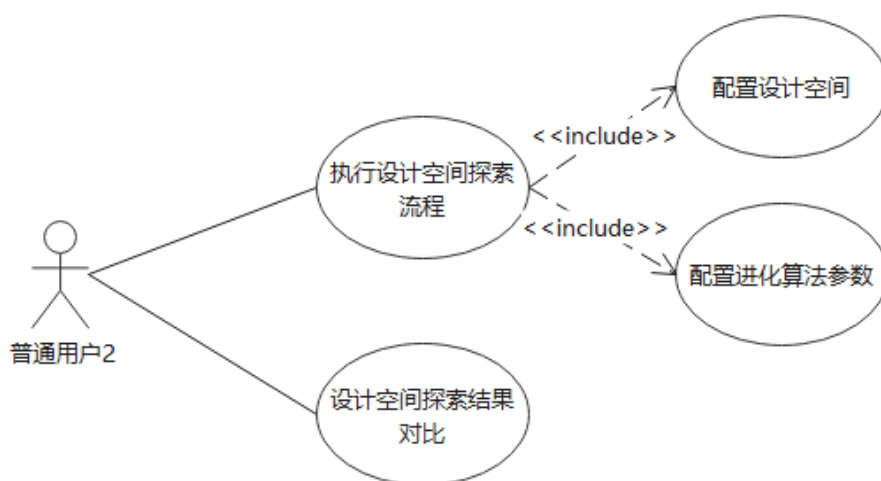 配置设计空间
<<include>>
执行设计空间探索
流程
<<include>>
配置进化算法参数
普通用户2
设计空间探索结果
对比